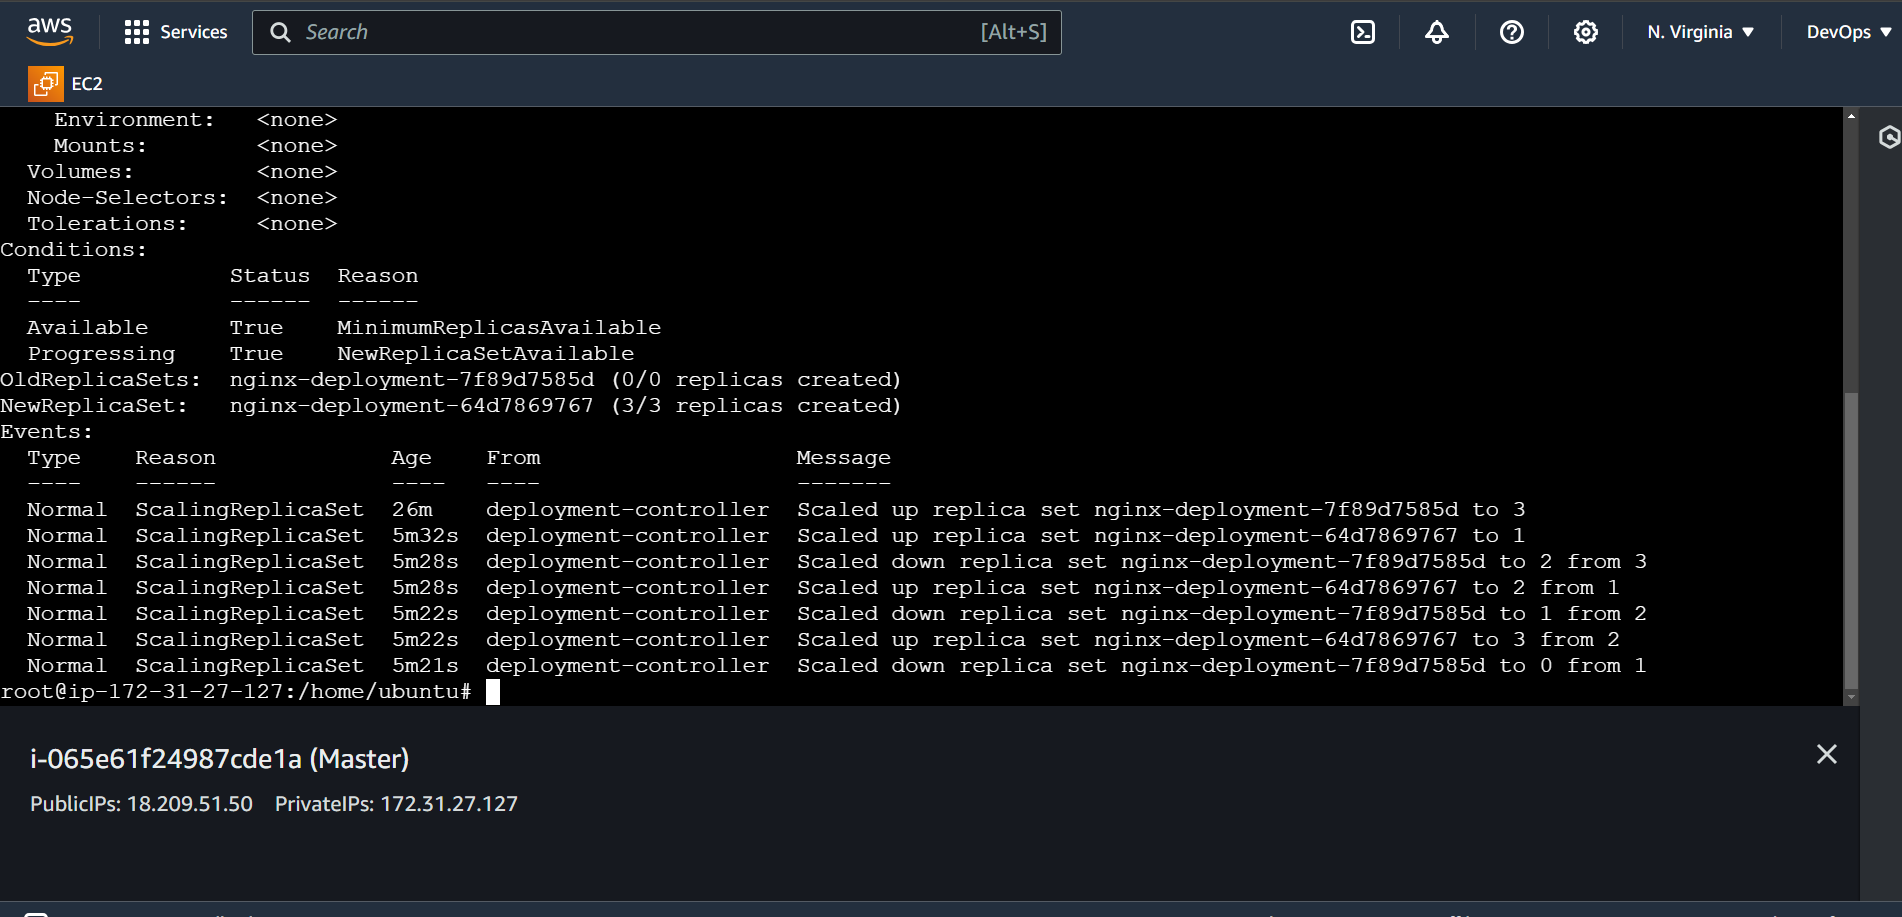 aws Services Search [Alt+S] N. Virginia DevOps
EC2
Environment: <none>
Mounts: <none>
Volumes: <none>
Node-Selectors: <none>
Tolerations: <none>
Conditions:
Type Status Reason
---- ------ ------
Available True MinimumReplicasAvailable
Progressing True NewReplicaSetAvailable
OldReplicaSets: nginx-deployment-7f89d7585d (0/0 replicas created)
NewReplicaSet: nginx-deployment-64d7869767 (3/3 replicas created)
Events:
Type Reason Age From Message
---- ------ ---- ---- -------
Normal ScalingReplicaSet 26m deployment-controller Scaled up replica set nginx-deployment-7f89d7585d to 3
Normal ScalingReplicaSet 5m32s deployment-controller Scaled up replica set nginx-deployment-64d7869767 to 1
Normal ScalingReplicaSet 5m28s deployment-controller Scaled down replica set nginx-deployment-7f89d7585d to 2 from 3
Normal ScalingReplicaSet 5m28s deployment-controller Scaled up replica set nginx-deployment-64d7869767 to 2 from 1
Normal ScalingReplicaSet 5m22s deployment-controller Scaled down replica set nginx-deployment-7f89d7585d to 1 from 2
Normal ScalingReplicaSet 5m22s deployment-controller Scaled up replica set nginx-deployment-64d7869767 to 3 from 2
Normal ScalingReplicaSet 5m21s deployment-controller Scaled down replica set nginx-deployment-7f89d7585d to 0 from 1
root@ip-172-31-27-127:/home/ubuntu#
i-065e61f24987cde1a (Master)
PublicIPs: 18.209.51.50 PrivateIPs: 172.31.27.127